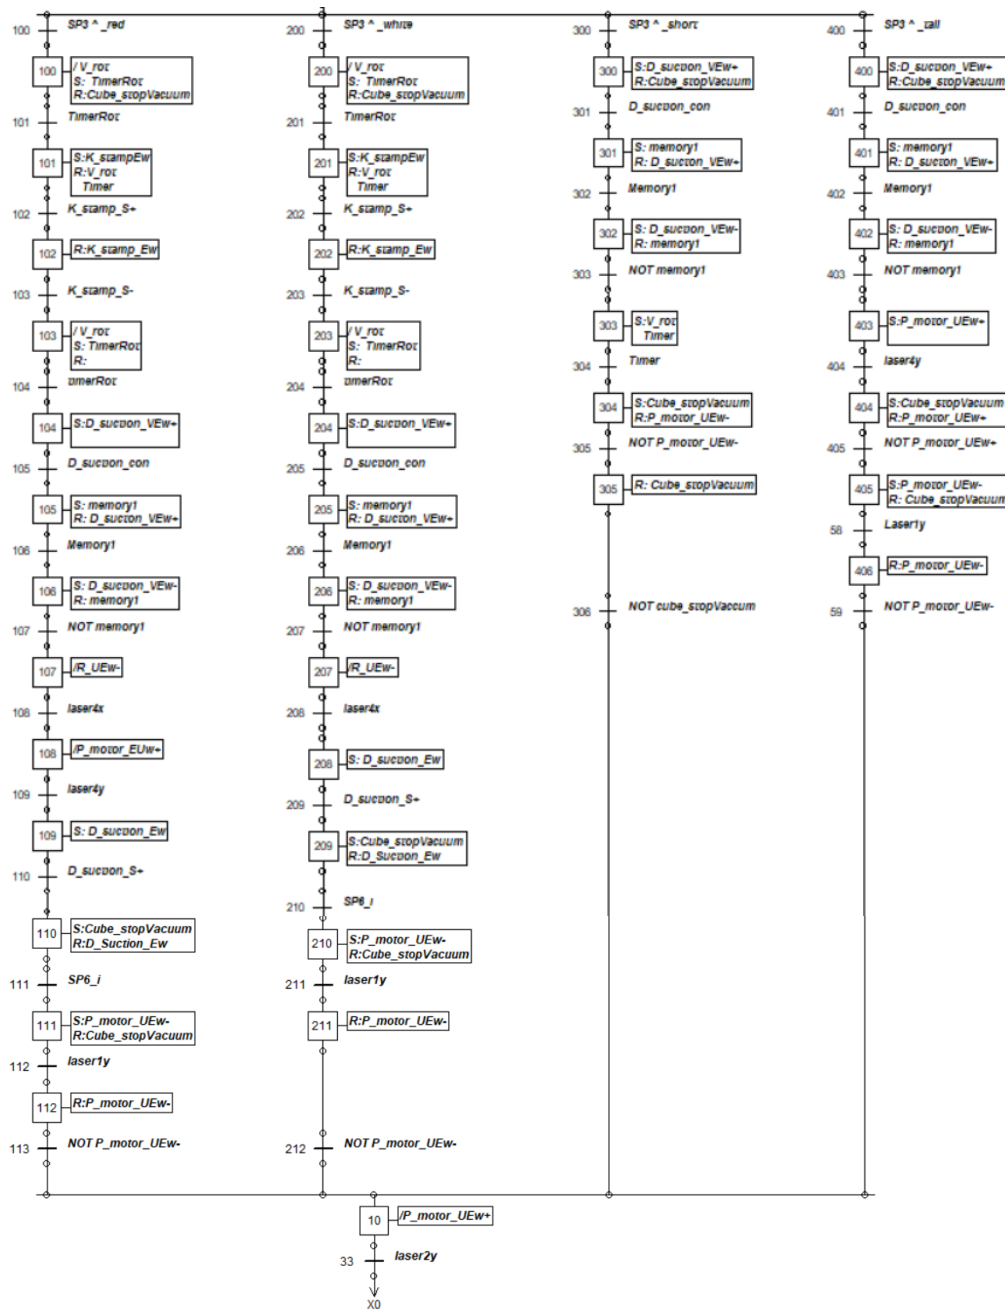 100 SP3 ^ _red
200 SP3 ^ _white
300 SP3 ^ _short
400 SP3 ^ _tall
100 / V_rot
S: TimerRot
R:Cube_stopVacuum
200 / V_rot
S: TimerRot
R:Cube_stopVacuum
300 S:D_suction_VEw+
R:Cube_stopVacuum
400 S:D_suction_VEw+
R:Cube_stopVacuum
101 TimerRot
201 TimerRot
301 D_suction_con
401 D_suction_con
101 S:K_stampEw
R:V_rot
Timer
201 S:K_stampEw
R:V_rot
Timer
301 S: memory1
R: D_suction_VEw+
401 S: memory1
R: D_suction_VEw+
102 K_stamp_S+
202 K_stamp_S+
302 Memory1
402 Memory1
102 R:K_stamp_Ew
202 R:K_stamp_Ew
302 S: D_suction_VEw-
R: memory1
402 S: D_suction_VEw-
R: memory1
103 K_stamp_S-
203 K_stamp_S-
303 NOT memory1
403 NOT memory1
103 / V_rot
S: TimerRot
R:
203 / V_rot
S: TimerRot
R:
303 S:V_rot
Timer
403 S:P_motor_UEw+
104 timerRot
204 timerRot
304 Timer
404 laser4y
104 S:D_suction_VEw+
204 S:D_suction_VEw+
304 S:Cube_stopVacuum
R:P_motor_UEw-
404 S:Cube_stopVacuum
R:P_motor_UEw+
105 D_suction_con
205 D_suction_con
305 NOT P_motor_UEw-
405 NOT P_motor_UEw+
105 S: memory1
R: D_suction_VEw+
205 S: memory1
R: D_suction_VEw+
305 R: Cube_stopVacuum
405 S:P_motor_UEw-
R: Cube_stopVacuum
106 Memory1
206 Memory1
58 Laser1y
106 S: D_suction_VEw-
R: memory1
206 S: D_suction_VEw-
R: memory1
406 R:P_motor_UEw-
107 NOT memory1
207 NOT memory1
306 NOT cube_stopVaccum
59 NOT P_motor_UEw-
107 /R_UEw-
207 /R_UEw-
108 laser4x
208 laser4x
108 /P_motor_EUw+
208 S: D_suction_Ew
109 laser4y
209 D_suction_S+
109 S: D_suction_Ew
209 S:Cube_stopVacuum
R:D_Suction_Ew
110 D_suction_S+
210 SP6_i
110 S:Cube_stopVacuum
R:D_Suction_Ew
210 S:P_motor_UEw-
R:Cube_stopVacuum
111 SP6_i
211 laser1y
111 S:P_motor_UEw-
R:Cube_stopVacuum
211 R:P_motor_UEw-
112 laser1y
112 R:P_motor_UEw-
113 NOT P_motor_UEw-
212 NOT P_motor_UEw-
10 /P_motor_UEw+
33 laser2y
X0